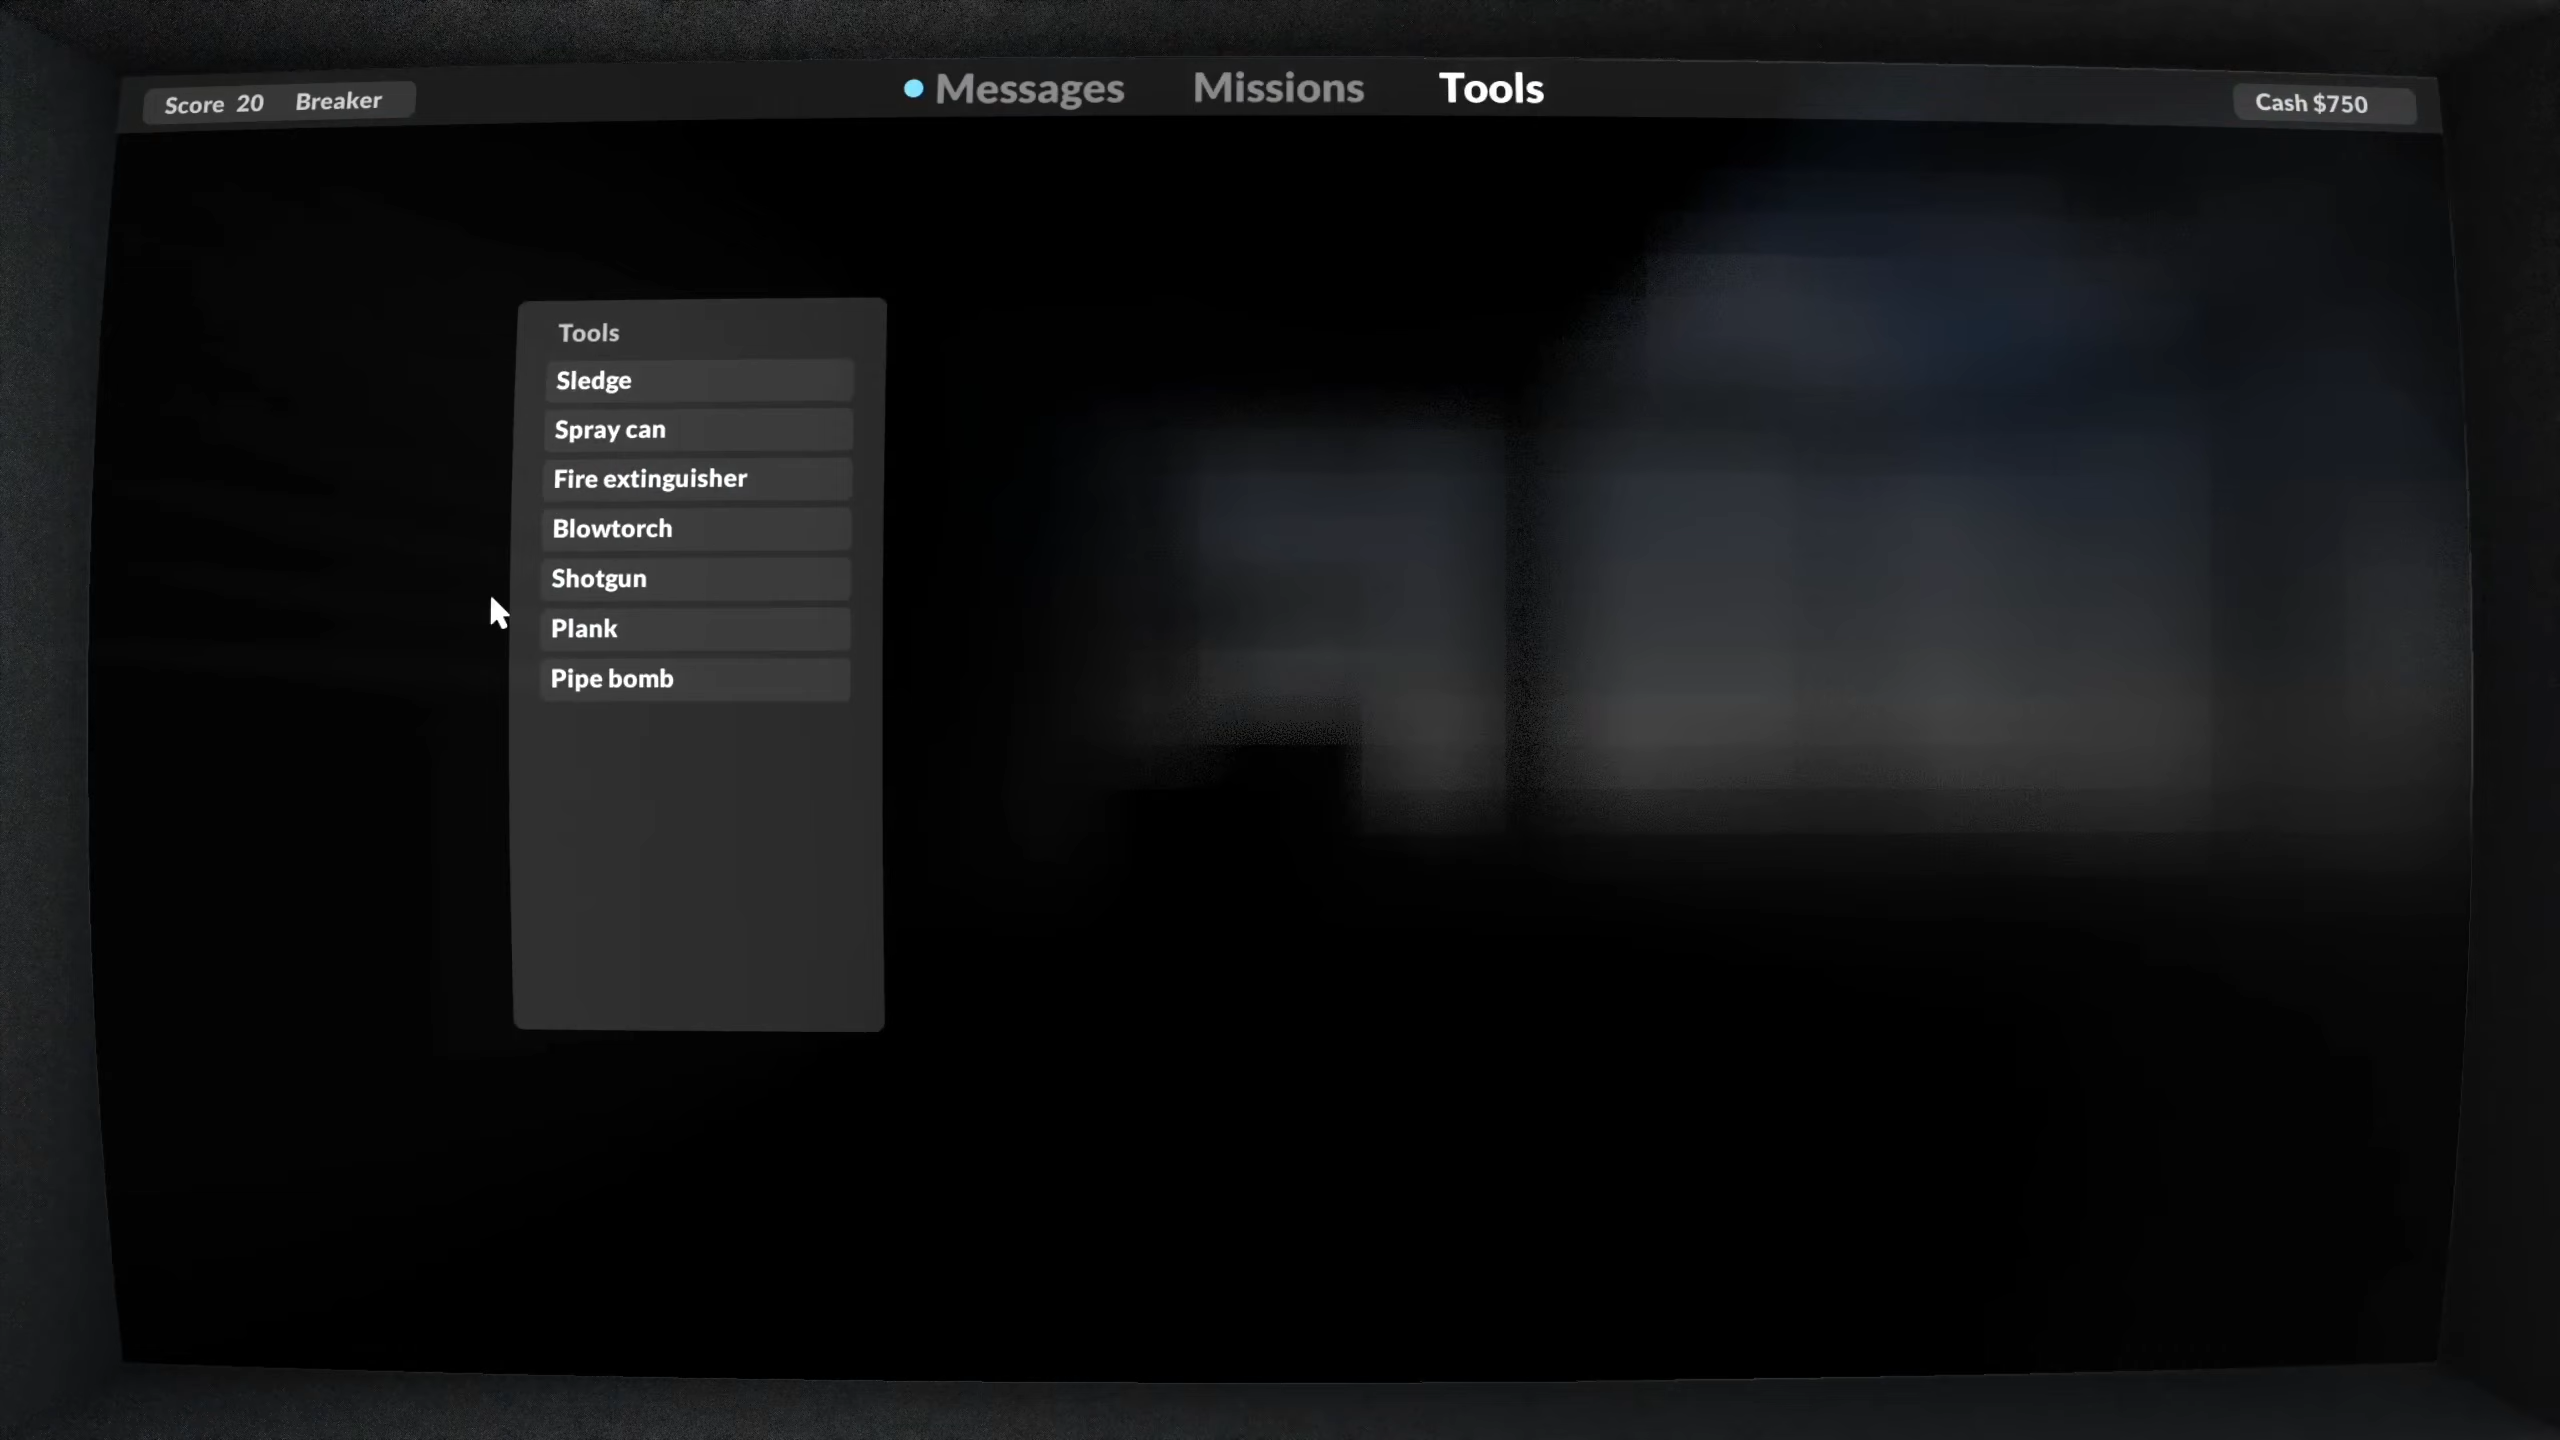 Score 20 Breaker
Messages Missions Tools
Cash $750
Tools
Sledge
Spray can
Fire extinguisher
Blowtorch
Shotgun
Plank
Pipe bomb